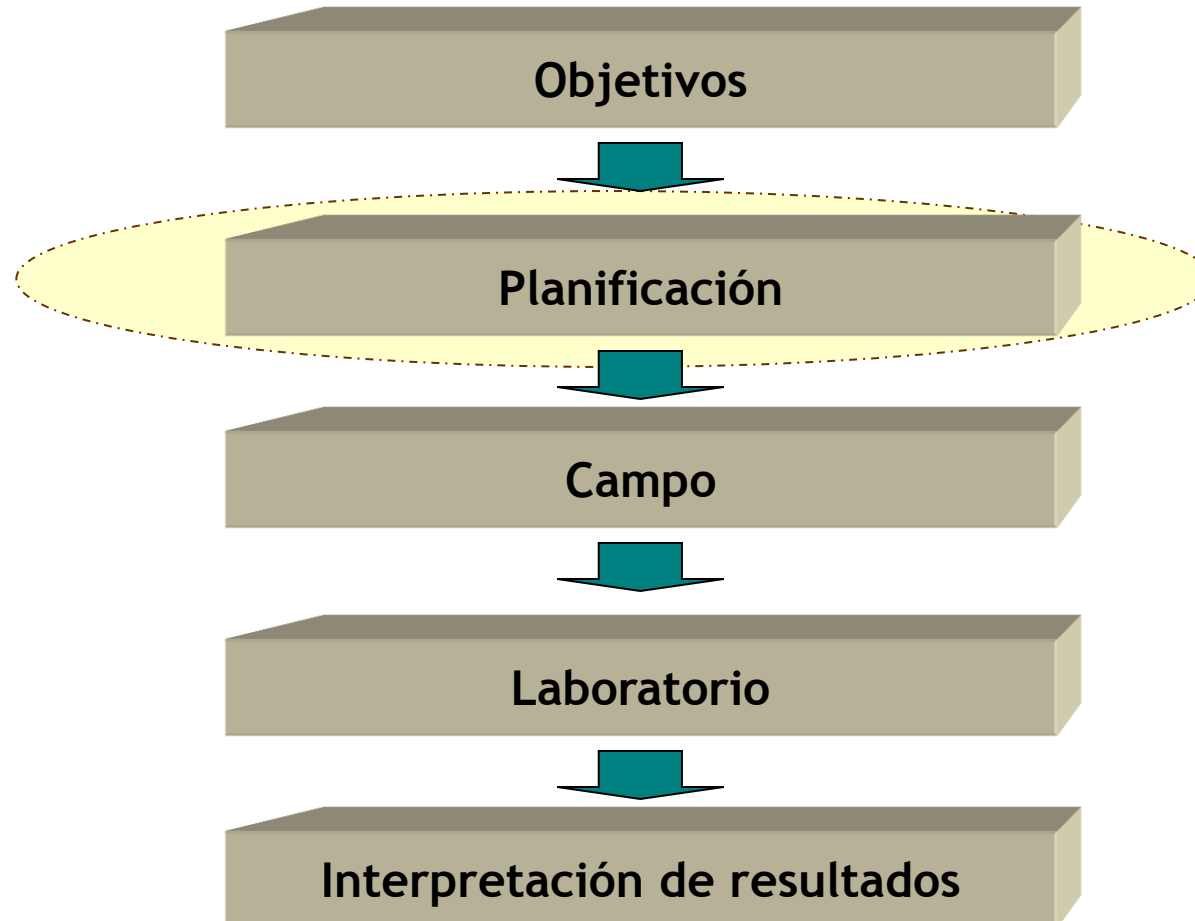 Objetivos
Planificación
Campo
Laboratorio
Interpretación de resultados